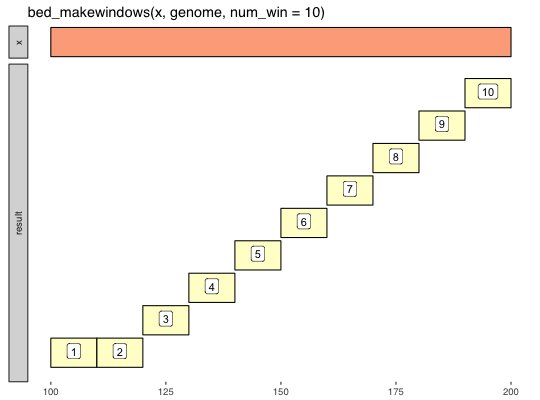 bed_makewindows(x, genome, num_win = 10)
x
result
10
9
8
7
6
5
4
3
1 2
100 125 150 175 200